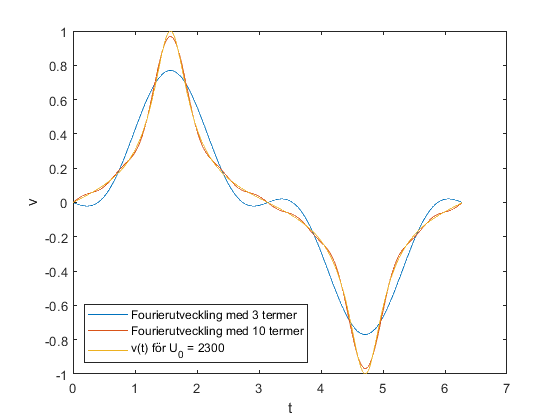 1
0.8
0.6
0.4
0.2
0
-0.2
-0.4
-0.6
-0.8
-1
v
Fourierutveckling med 3 termer
Fourierutveckling med 10 termer
v(t) för U_0 = 2300
0 1 2 3 4 5 6 7
t